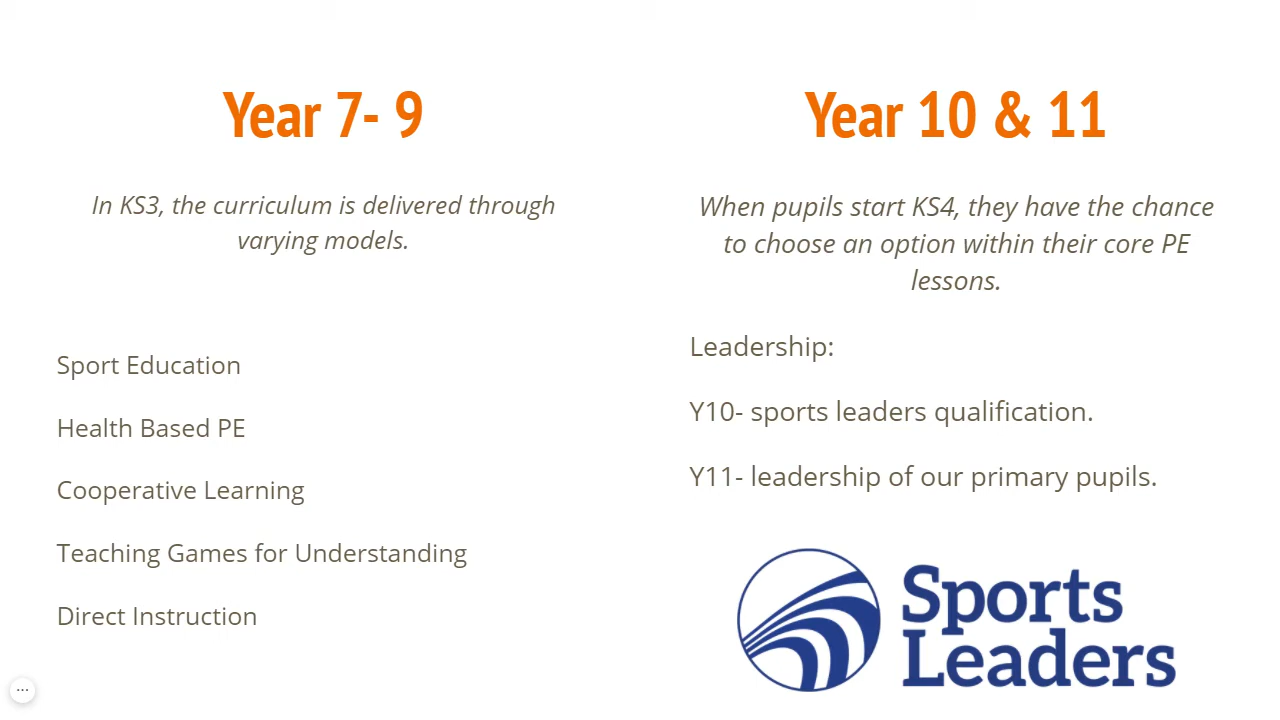 Year 7- 9
In KS3, the curriculum is delivered through
varying models.
Sport Education
Health Based PE
Cooperative Learning
Teaching Games for Understanding
Direct Instruction
Year 10 & 11
When pupils start KS4, they have the chance
to choose an option within their core PE
lessons.
Leadership:
Y10- sports leaders qualification.
Y11- leadership of our primary pupils.
Sports
Leaders